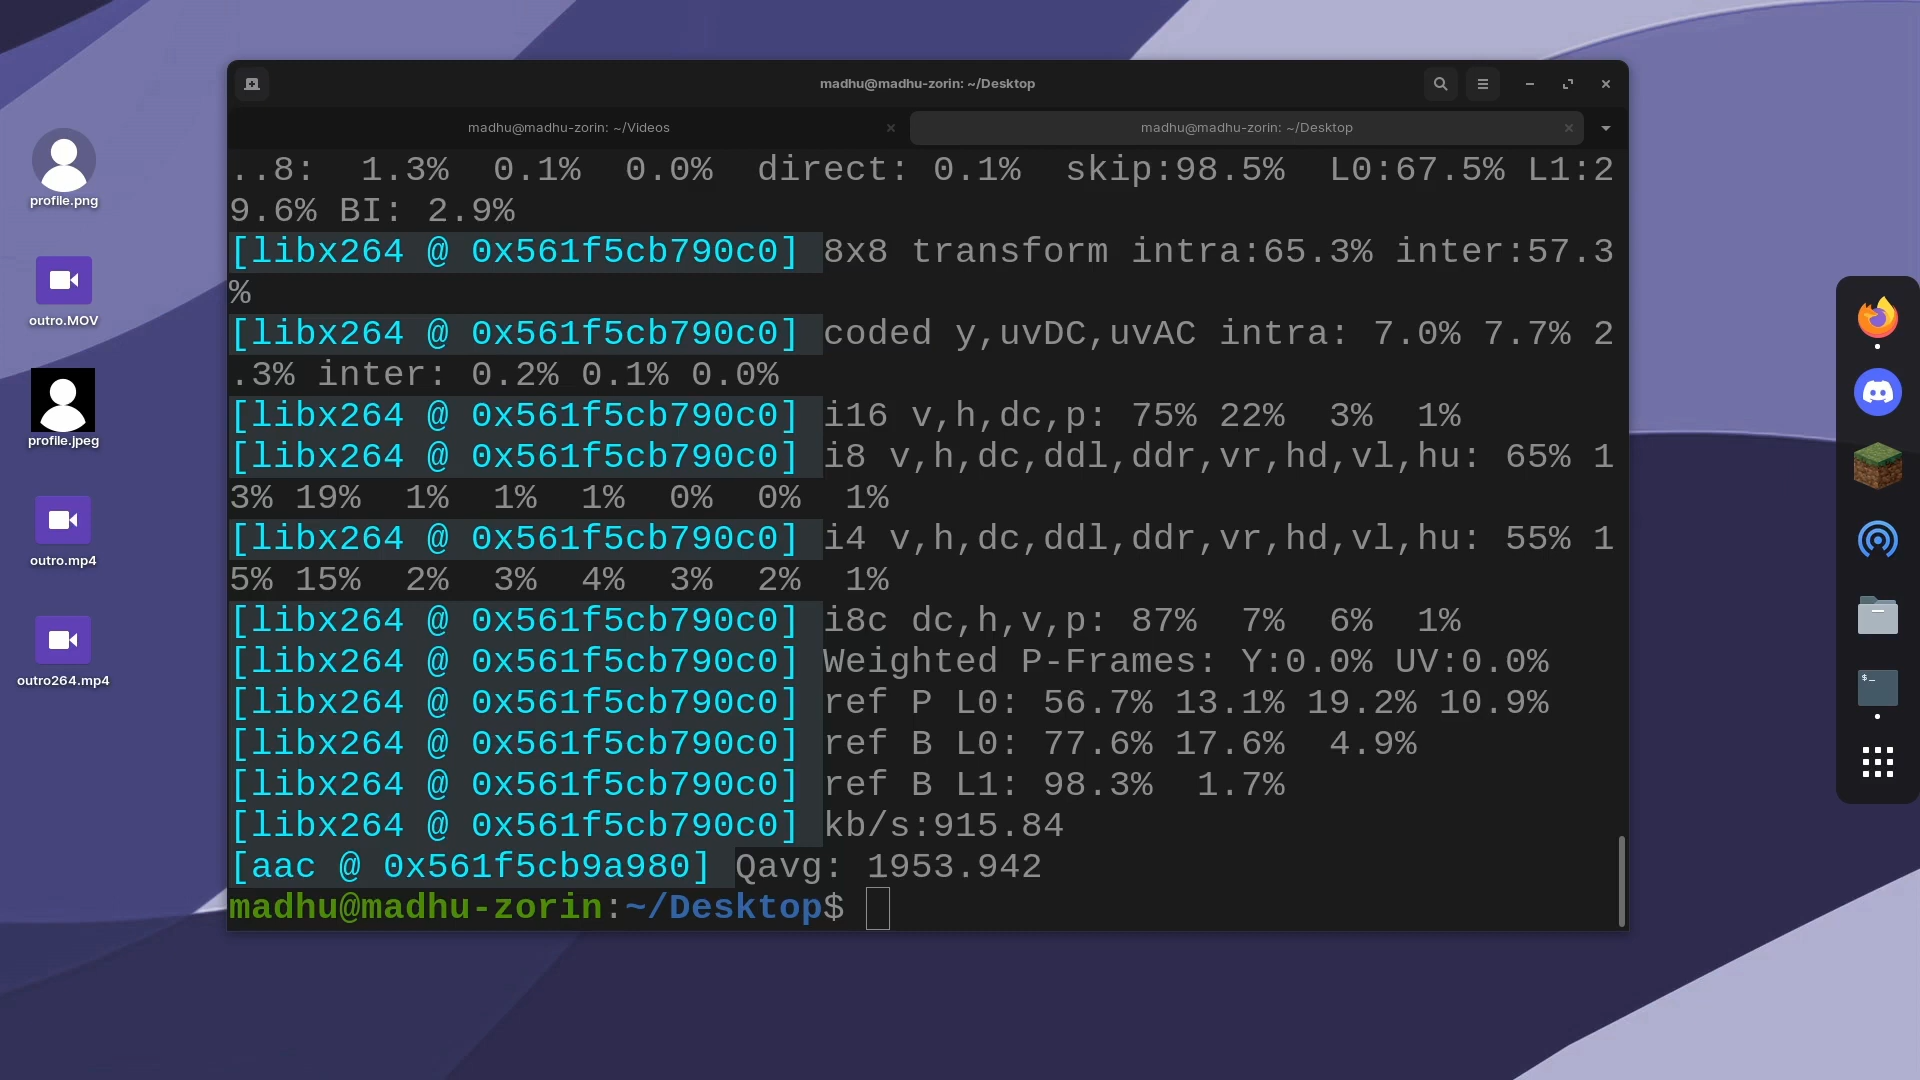 madhu@madhu-zorin: ~/Desktop
madhu@madhu-zorin: ~/Videos
madhu@madhu-zorin: ~/Desktop
..8:  1.3%  0.1%  0.0%  direct: 0.1%  skip:98.5%  L0:67.5% L1:2
9.6% BI: 2.9%
[libx264 @ 0x561f5cb790c0] 8x8 transform intra:65.3% inter:57.3
%
[libx264 @ 0x561f5cb790c0] coded y,uvDC,uvAC intra: 7.0% 7.7% 2
.3% inter: 0.2% 0.1% 0.0%
[libx264 @ 0x561f5cb790c0] i16 v,h,dc,p: 75% 22%  3%  1%
[libx264 @ 0x561f5cb790c0] i8 v,h,dc,ddl,ddr,vr,hd,vl,hu: 65% 1
3% 19%  1%  1%  1%  0%  0%  1%
[libx264 @ 0x561f5cb790c0] i4 v,h,dc,ddl,ddr,vr,hd,vl,hu: 55% 1
5% 15%  2%  3%  4%  3%  2%  1%
[libx264 @ 0x561f5cb790c0] i8c dc,h,v,p: 87%  7%  6%  1%
[libx264 @ 0x561f5cb790c0] Weighted P-Frames: Y:0.0% UV:0.0%
[libx264 @ 0x561f5cb790c0] ref P L0: 56.7% 13.1% 19.2% 10.9%
[libx264 @ 0x561f5cb790c0] ref B L0: 77.6% 17.6%  4.9%
[libx264 @ 0x561f5cb790c0] ref B L1: 98.3%  1.7%
[libx264 @ 0x561f5cb790c0] kb/s:915.84
[aac @ 0x561f5cb9a980] Qavg: 1953.942
madhu@madhu-zorin:~/Desktop$
profile.png
outro.MOV
profile.jpeg
outro.mp4
outro264.mp4
$_